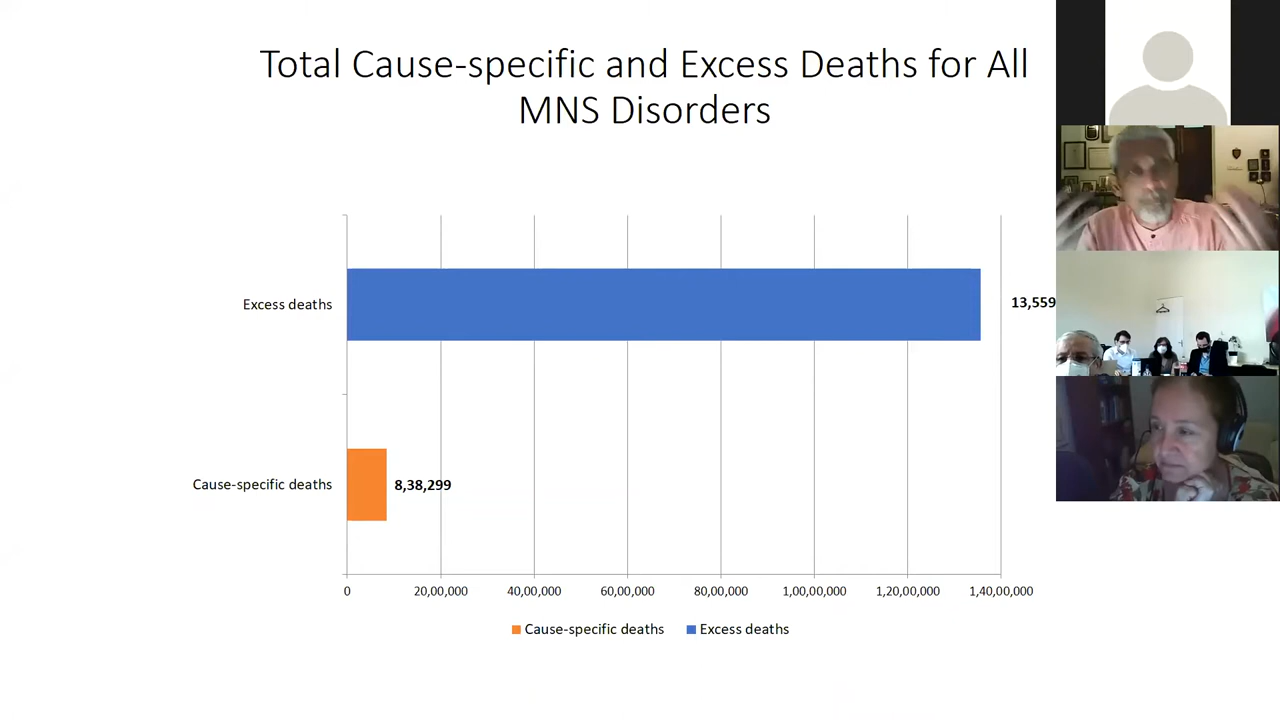 Total Cause-specific and Excess Deaths for All
MNS Disorders
Excess deaths
13,559
Cause-specific deaths
8,38,299
0
20,00,000
40,00,000
60,00,000
80,00,000
1,00,00,000
1,20,00,000
1,40,00,000
Cause-specific deaths
Excess deaths